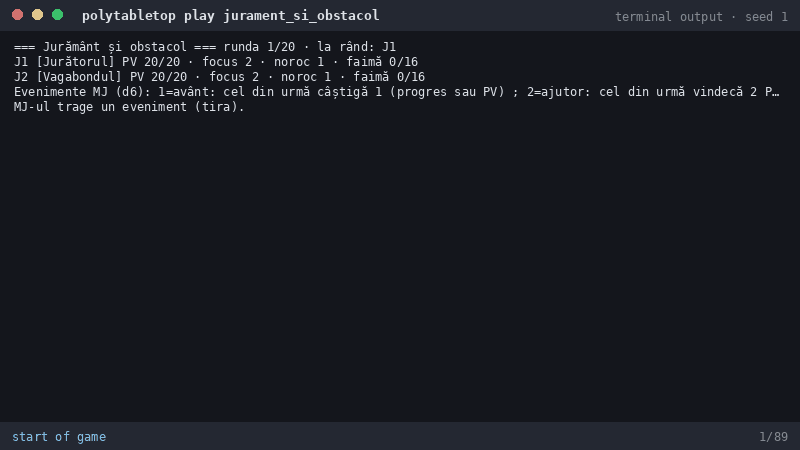 polytabletop play jurament_si_obstacol
terminal output · seed 1
=== Jurământ și obstacol === runda 1/20 · la rând: J1
J1 [Jurătorul] PV 20/20 · focus 2 · noroc 1 · faimă 0/16
J2 [Vagabondul] PV 20/20 · focus 2 · noroc 1 · faimă 0/16
Evenimente MJ (d6): 1=avânt: cel din urmă câștigă 1 (progres sau PV) ; 2=ajutor: cel din urmă vindecă 2 P…
MJ-ul trage un eveniment (tira).
start of game
1/89